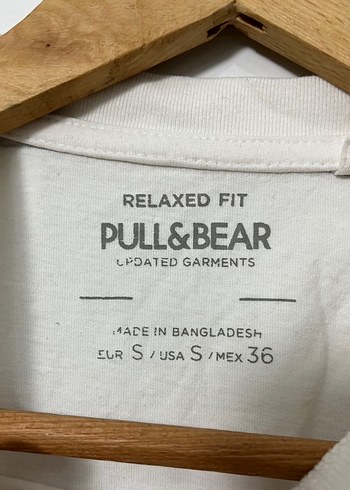 RELAXED FIT
PULL&BEAR
UPDATED GARMENTS
MADE IN BANGLADESH
EUR S / USA S / MEX 36